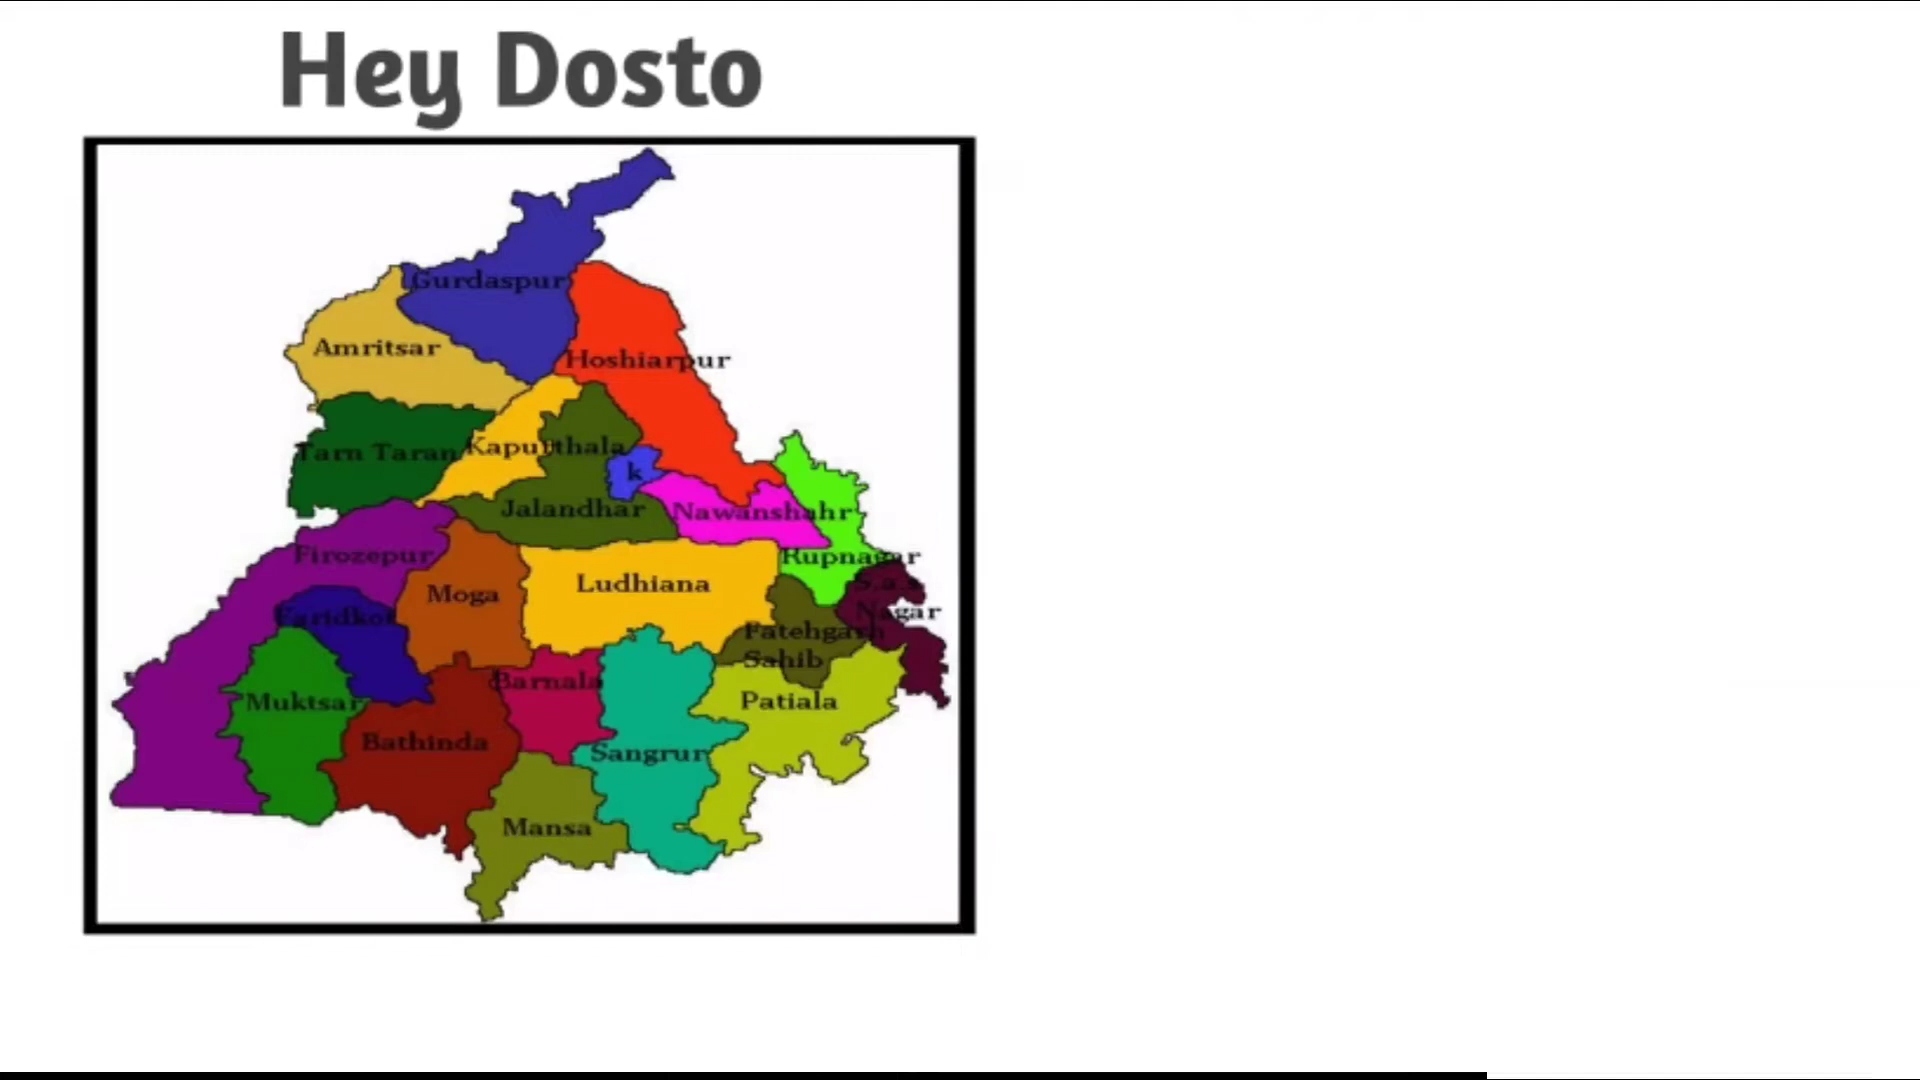 Hey Dosto
Gurdaspur
Amritsar
Hoshiarpur
Tarn Taran
Kapurthala
k
Jalandhar
Nawanshahr
Firozepur
Moga
Ludhiana
Rupnagar
S.a.s
Nagar
Faridkot
Fatehgarh
Sahib
Muktsar
Barnala
Patiala
Bathinda
Sangrur
Mansa